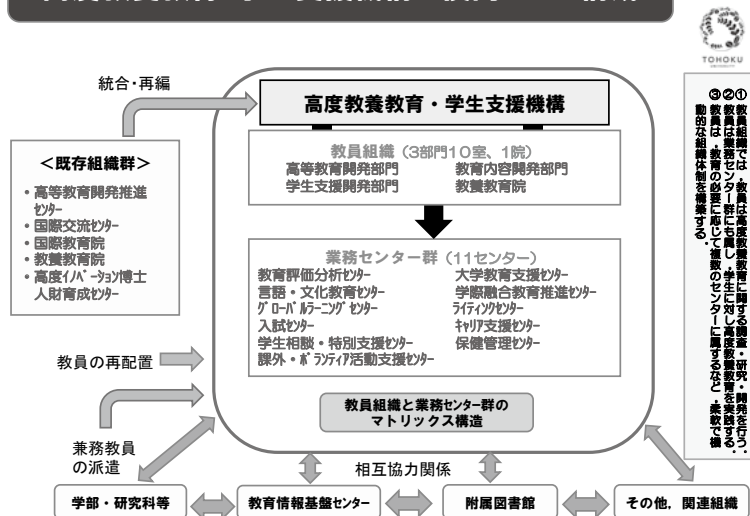 TOHOKU
統合・再編
高度教養教育・学生支援機構
教員組織（3部門10室、1院）
高等教育開発部門
教育内容開発部門
学生支援開発部門
教養教育院
＜既存組織群＞
・高等教育開発推進
センター
・国際交流センター
・国際教育院
・教養教育院
・高度イノベーション博士
人財育成センター
業務センター群（11センター）
教育評価分析センター
大学教育支援センター
言語・文化教育センター
学際融合教育推進センター
グローバルラーニングセンター
ライティングセンター
入試センター
キャリア支援センター
学生相談・特別支援センター
保健管理センター
課外・ボランティア活動支援センター
教員組織と業務センター群の
マトリックス構造
教員の再配置
兼務教員
の派遣
相互協力関係
学部・研究科等
教育情報基盤センター
附属図書館
その他，関連組織
①教員組織では，教員は高度教養教育に関する調査・研究・開発を行う．
②教員は業務センター群にも属し，学生に対し高度教養教育を実践する．
③教員は，教育の必要に応じて複数のセンターに属するなど，柔軟で機
動的な組織体制を構築する．